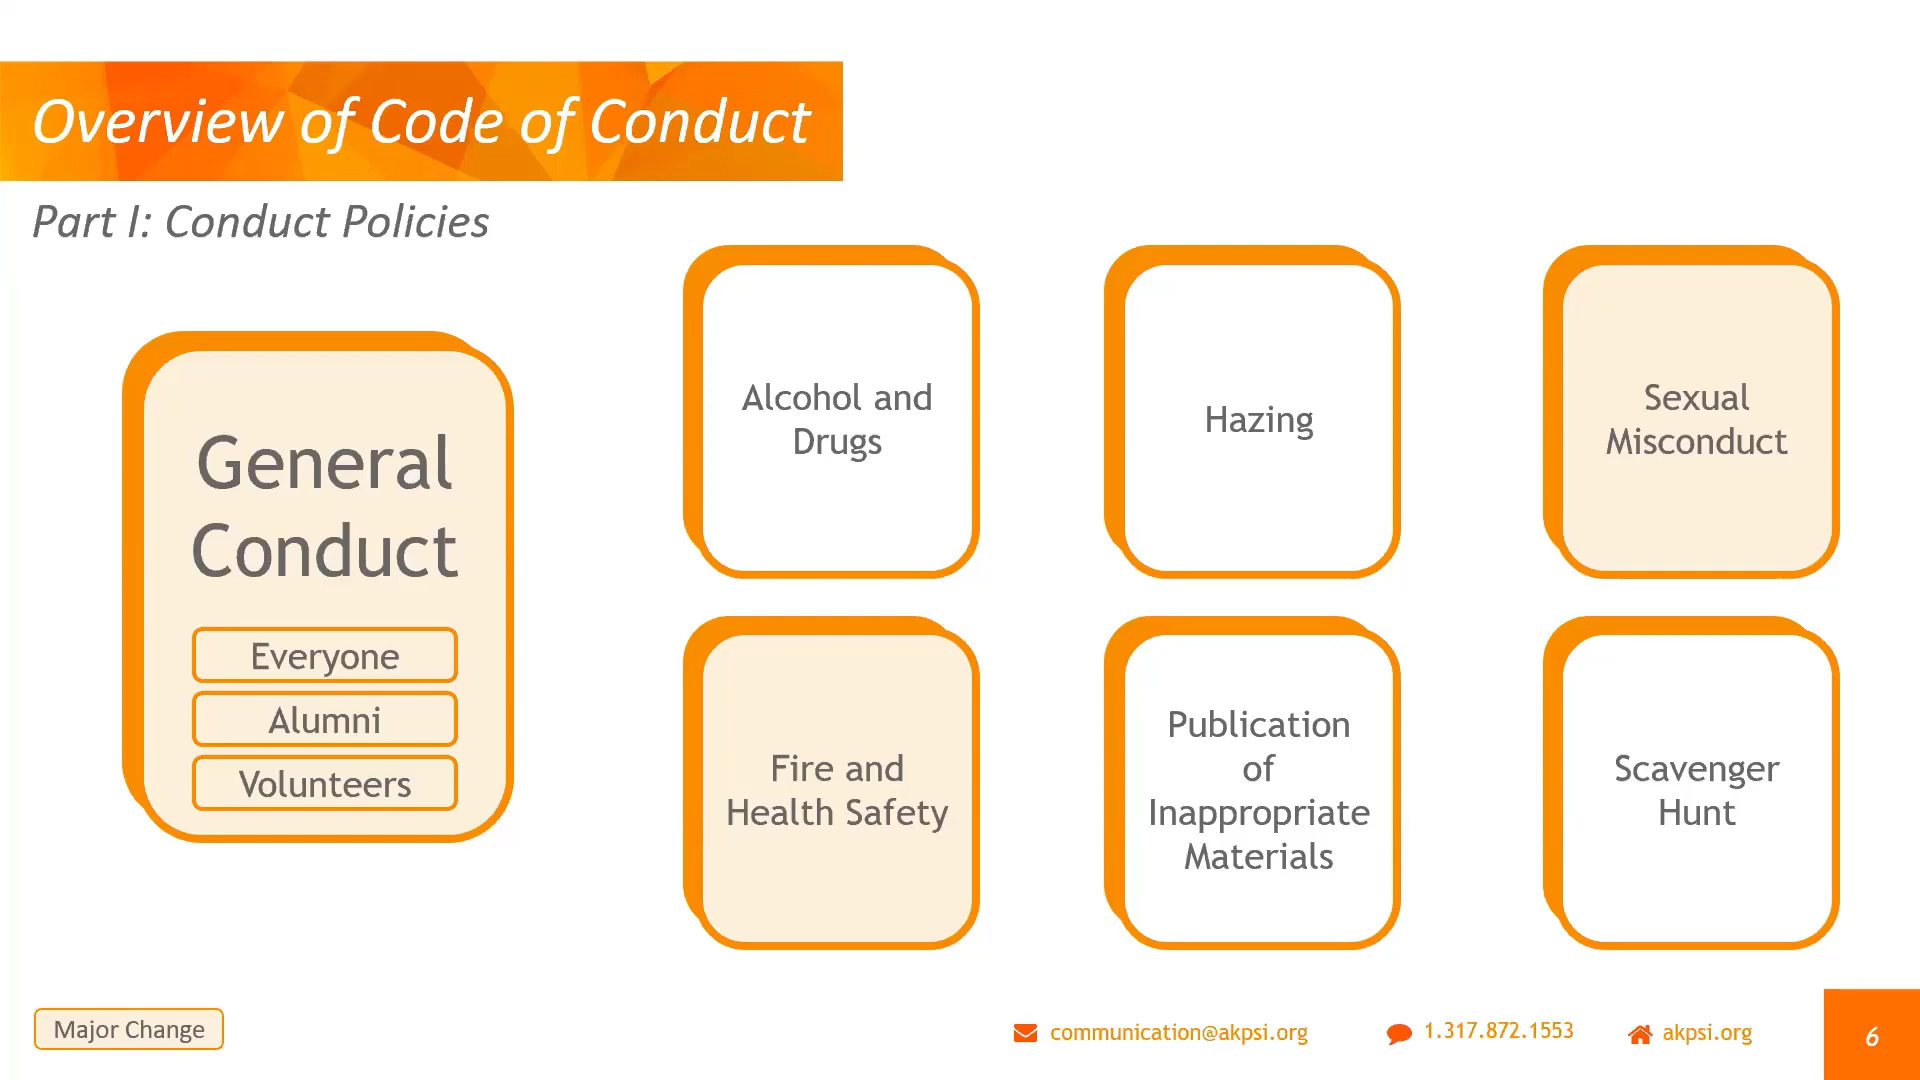 Overview of Code of Conduct
Part I: Conduct Policies
General
Conduct
Everyone
Alumni
Volunteers
Alcohol and
Drugs
Hazing
Sexual
Misconduct
Fire and
Health Safety
Publication
of
Inappropriate
Materials
Scavenger
Hunt
Major Change
communication@akpsi.org
1.317.872.1553
akpsi.org
6